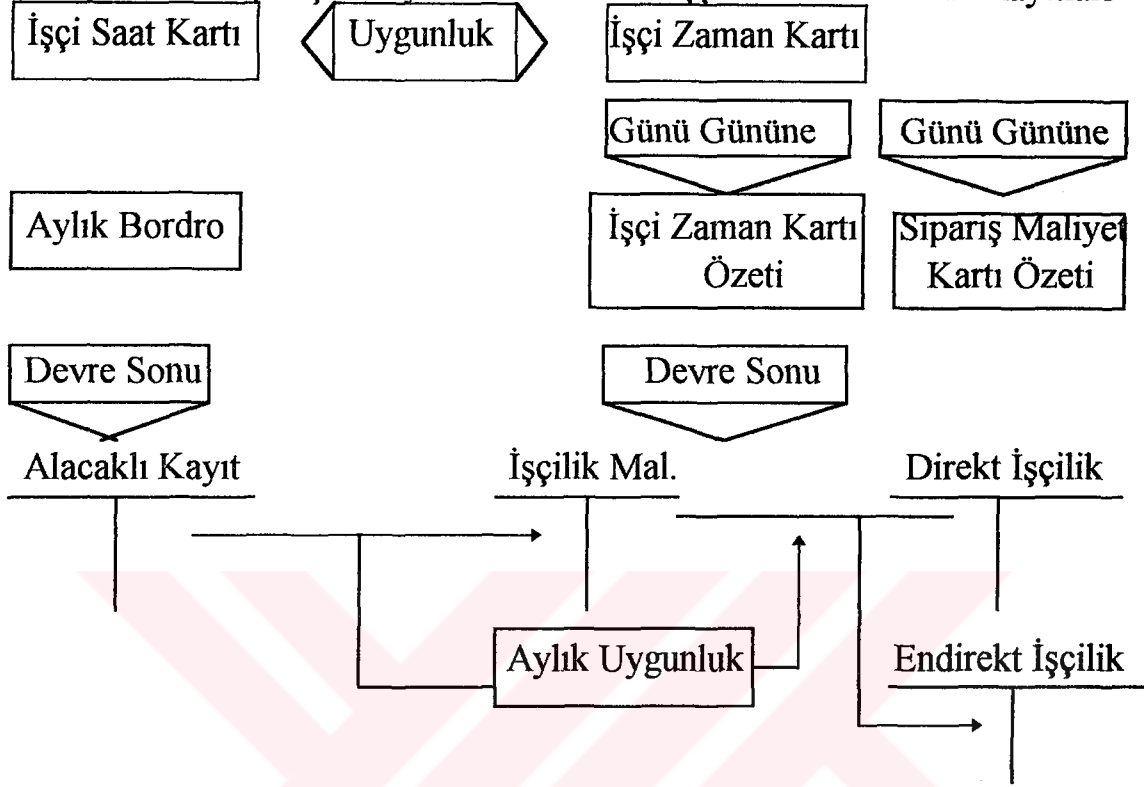 İşçi Saat Kartı
Uygunluk
İşçi Zaman Kartı
Günü Gününe
Günü Gününe
Aylık Bordro
İşçi Zaman Kartı
Özeti
Sipariş Maliyet
Kartı Özeti
Devre Sonu
Devre Sonu
Alacaklı Kayıt
İşçilik Mal.
Direkt İşçilik
Aylık Uygunluk
Endirekt İşçilik